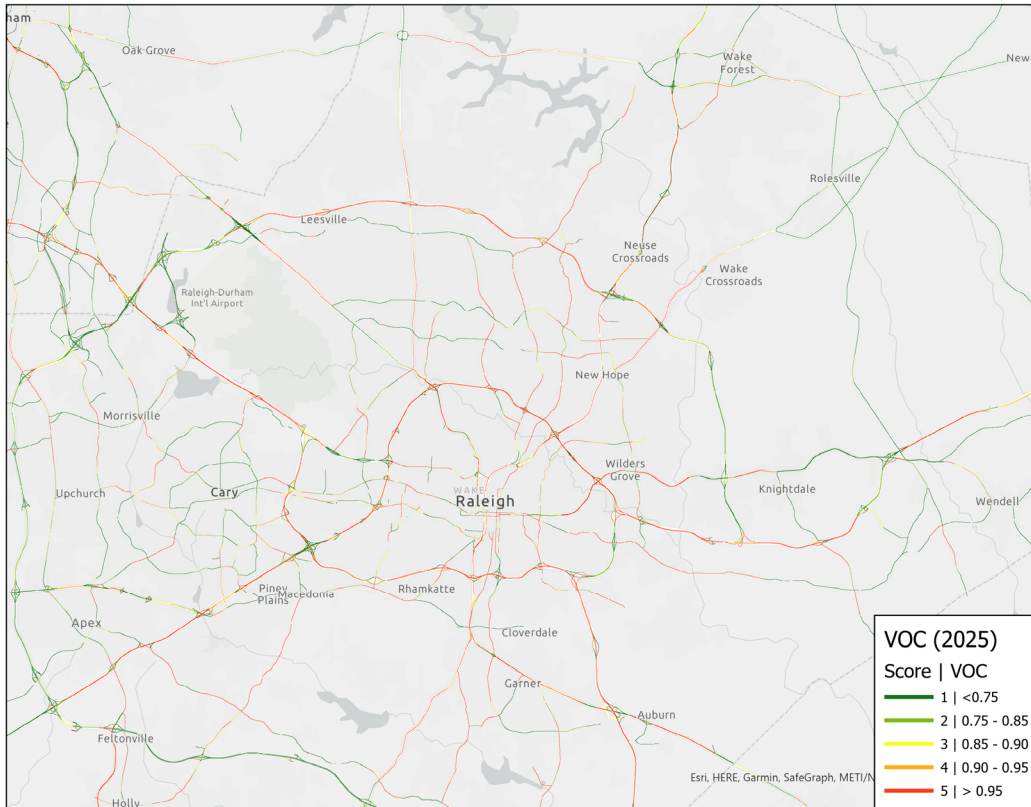 ham
Oak Grove
Wake
Forest
New
Rolesville
Leesville
Neuse
Crossroads
Wake
Crossroads
Raleigh-Durham
Int'l Airport
New Hope
Morrisville
Wilders
Grove
Upchurch
Cary
WAKE
Raleigh
Knightdale
Wendell
Piney
Plains
Macedonia
Rhamkatte
Apex
Cloverdale
Garner
Auburn
Feltonville
Holly
VOC (2025)
Score | VOC
1 | <0.75
2 | 0.75 - 0.85
3 | 0.85 - 0.90
4 | 0.90 - 0.95
5 | > 0.95
Esri, HERE, Garmin, SafeGraph, METI/N